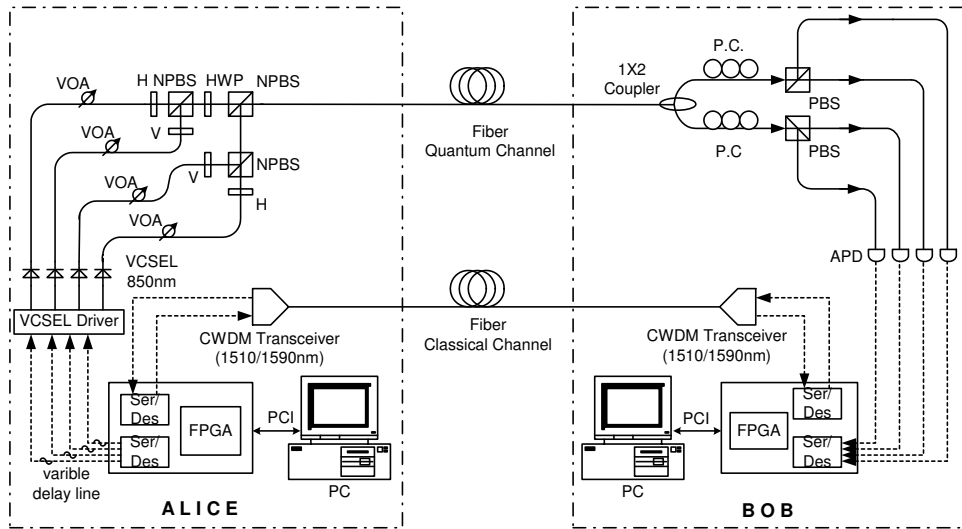 P.C.
H NPBS HWP NPBS
VOA
1X2
Coupler
PBS
V
VOA
Fiber
Quantum Channel
P.C
PBS
NPBS
VOA
V
H
VOA
VCSEL
850nm
APD
VCSEL Driver
CWDM Transceiver
(1510/1590nm)
Fiber
Classical Channel
CWDM Transceiver
(1510/1590nm)
Ser/
Des
FPGA
PCI
Ser/
Des
varible
delay line
PC
ALICE
PCI
FPGA
Ser/
Des
Ser/
Des
PC
BOB